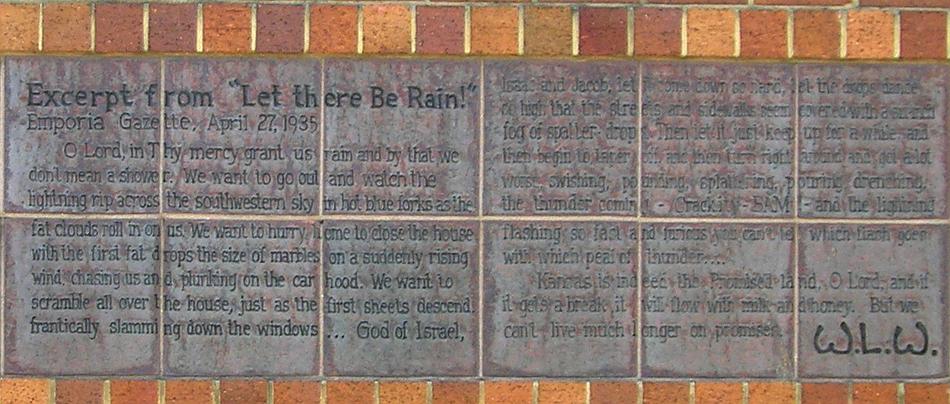 Excerpt from "Let there Be Rain!"
Emporia Gazette, April 27, 1935
O Lord, in Thy mercy grant us rain and by that we
don't mean a shower. We want to go out and watch the
lightning rip across the southwestern sky in hot blue forks as the
fat clouds roll in on us. We want to hurry home to close the house
with the first fat drops the size of marbles on a suddenly rising
wind, chasing us and, plunking on the car hood. We want to
scramble all over the house, just as the first sheets descend,
frantically slamming down the windows ... God of Israel,
Isaac and Jacob, let it come down so hard, let the drops dance
so high that the streets and sidewalks seem covered with a
fog of spatter-drops. Then let it just keep up for a while, and
then begin to taper off, and then turn right around and get a lot
worse, swishing, pounding, splattering, pouring, drenching,
the thunder coming - Crackity-BAM - and the lightning
flashing so fast and furious you can't tell which flash goes
with which peal of thunder....
Kansas is indeed the Promised land, O Lord, and if
it gets a break it will flow with milk and honey. But we
can't live much longer on promises.
W.L.W.